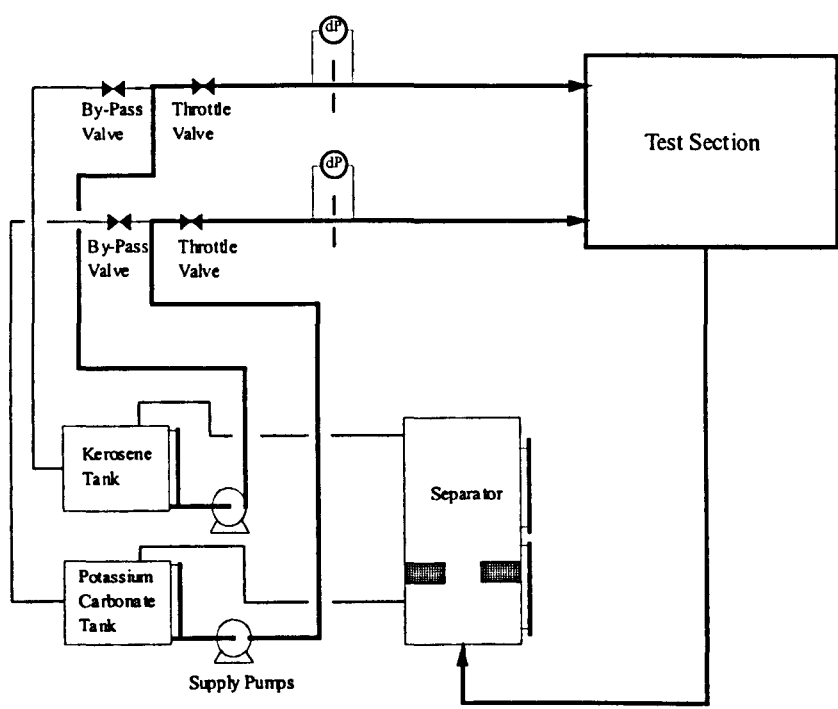 dP
By-Pass
Valve
Throttle
Valve
Test Section
dP
By-Pass
Valve
Throttle
Valve
Kerosene
Tank
Separator
Potassium
Carbonate
Tank
Supply Pumps